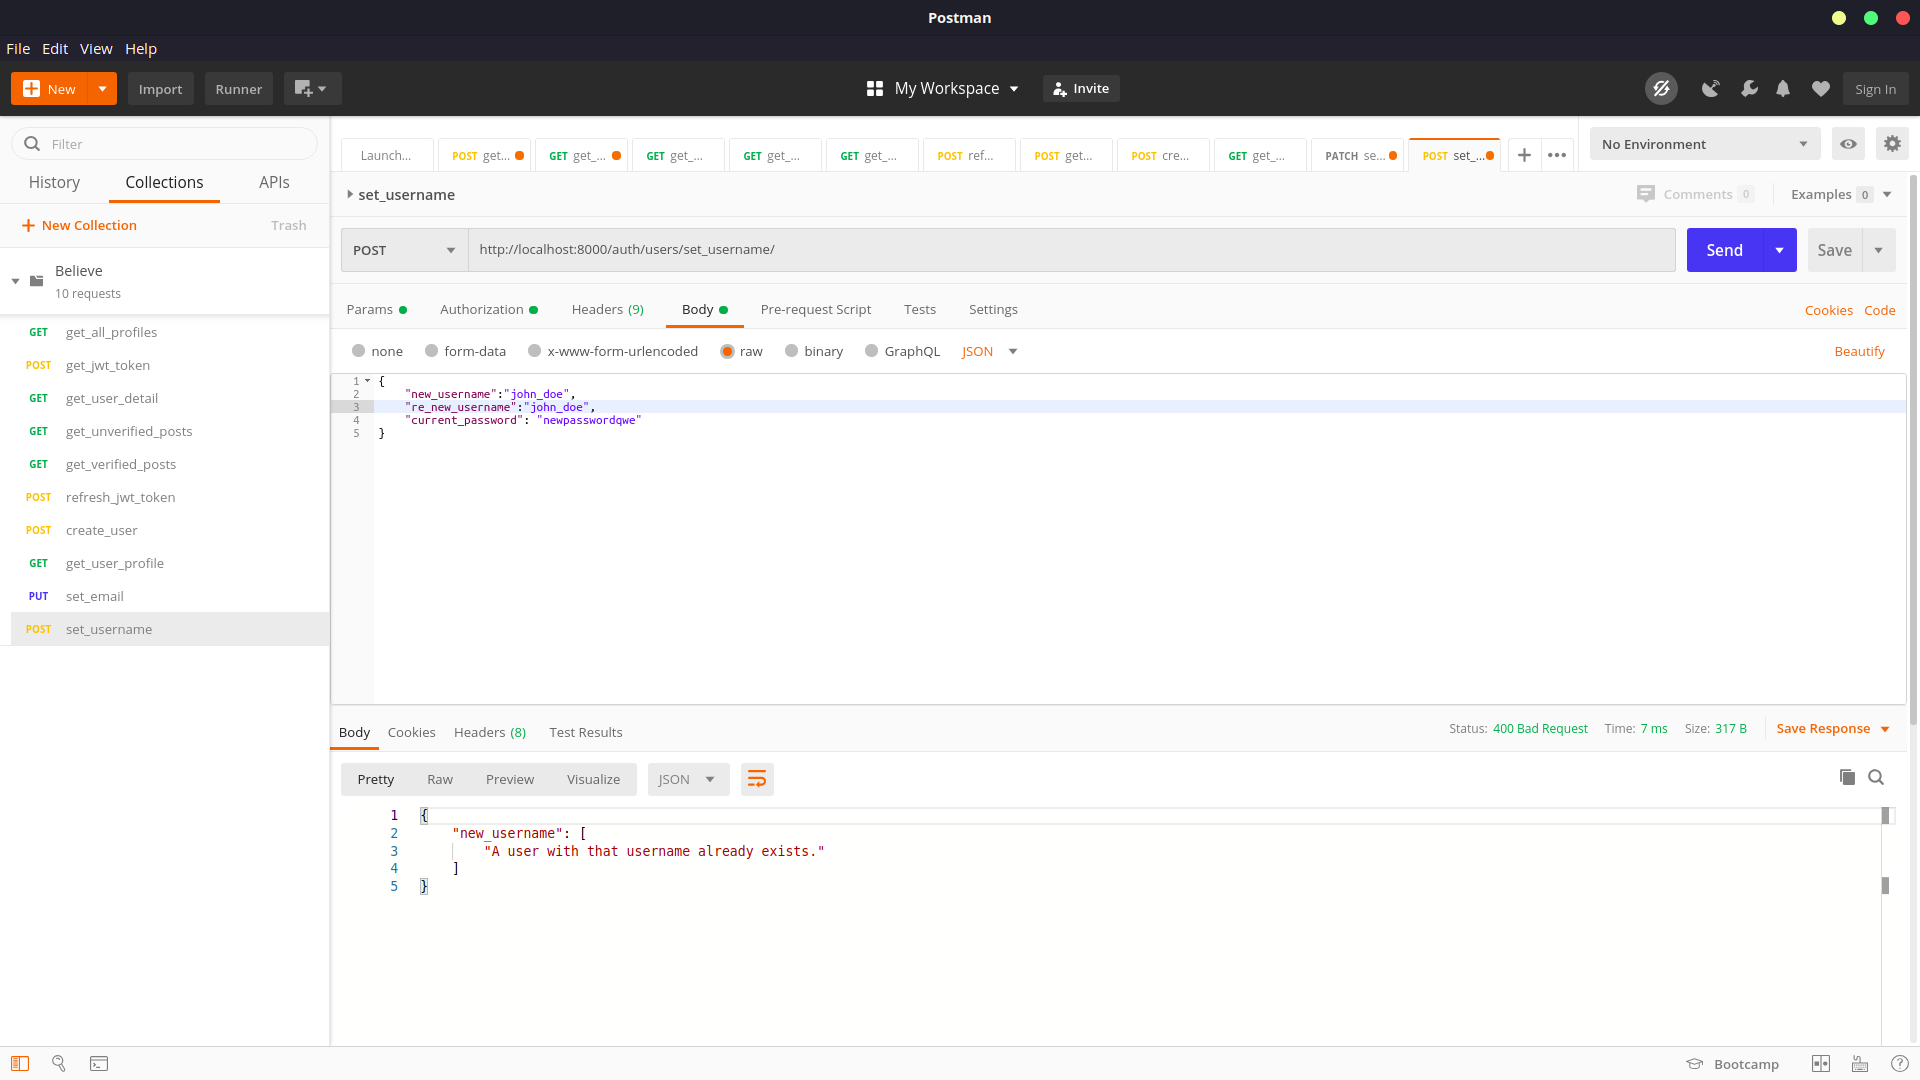 Postman
File Edit View Help
New Import Runner My Workspace Invite Sign In
Filter
History Collections APIs
New Collection Trash
Believe
10 requests
GET get_all_profiles
POST get_jwt_token
GET get_user_detail
GET get_unverified_posts
GET get_verified_posts
POST refresh_jwt_token
POST create_user
GET get_user_profile
PUT set_email
POST set_username
Launch... POST get... GET get_... GET get_... GET get_... GET get_... POST ref... POST get... POST cre... GET get_... PATCH se... POST set_... No Environment
set_username Comments 0 Examples 0
POST http://localhost:8000/auth/users/set_username/ Send Save
Params Authorization Headers (9) Body Pre-request Script Tests Settings Cookies Code
none form-data x-www-form-urlencoded raw binary GraphQL JSON Beautify
1 {
2 "new_username":"john_doe",
3 "re_new_username":"john_doe",
4 "current_password": "newpasswordqwe"
5 }
Body Cookies Headers (8) Test Results Status: 400 Bad Request Time: 7 ms Size: 317 B Save Response
Pretty Raw Preview Visualize JSON
1 {
2 "new_username": [
3 "A user with that username already exists."
4 ]
5 }
Bootcamp